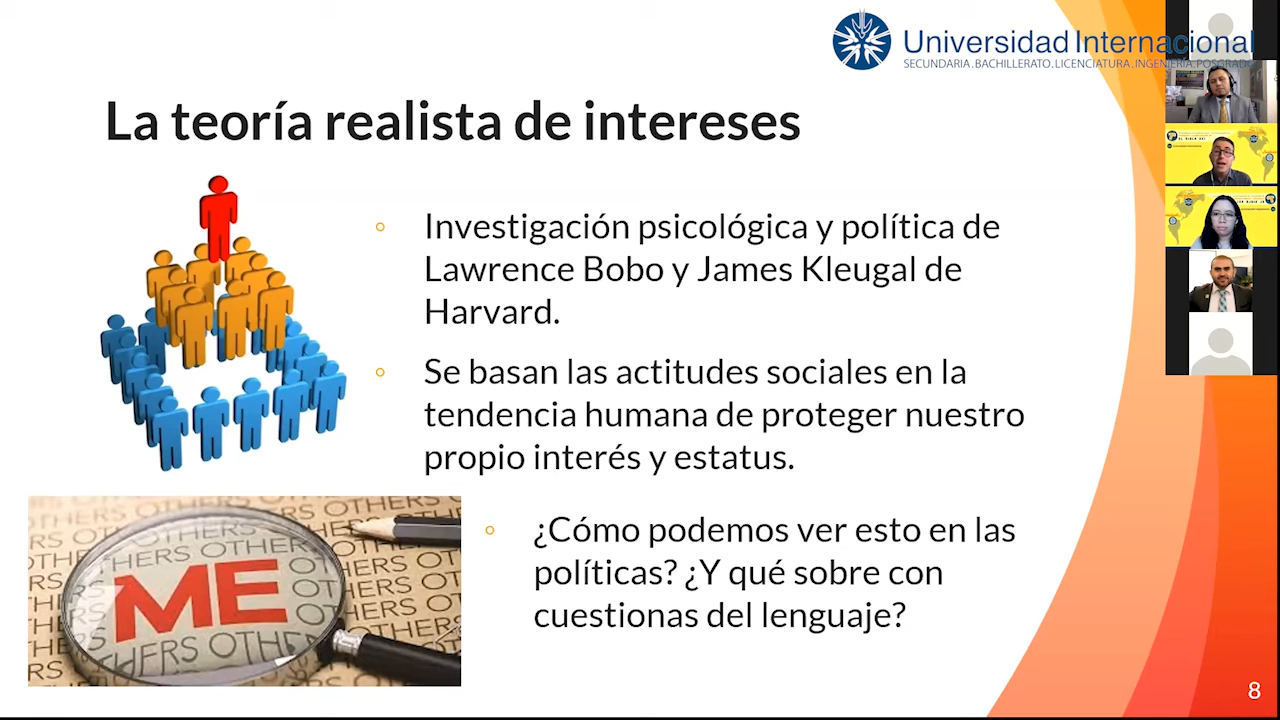 Universidad Internacional
SECUNDARIA.BACHILLERATO.LICENCIATURA.INGENIERÍA.POSGRADO
La teoría realista de intereses
Investigación psicológica y política de
Lawrence Bobo y James Kleugal de
Harvard.
Se basan las actitudes sociales en la
tendencia humana de proteger nuestro
propio interés y estatus.
¿Cómo podemos ver esto en las
políticas? ¿Y qué sobre con
cuestionas del lenguaje?
OTHERS
ME
8